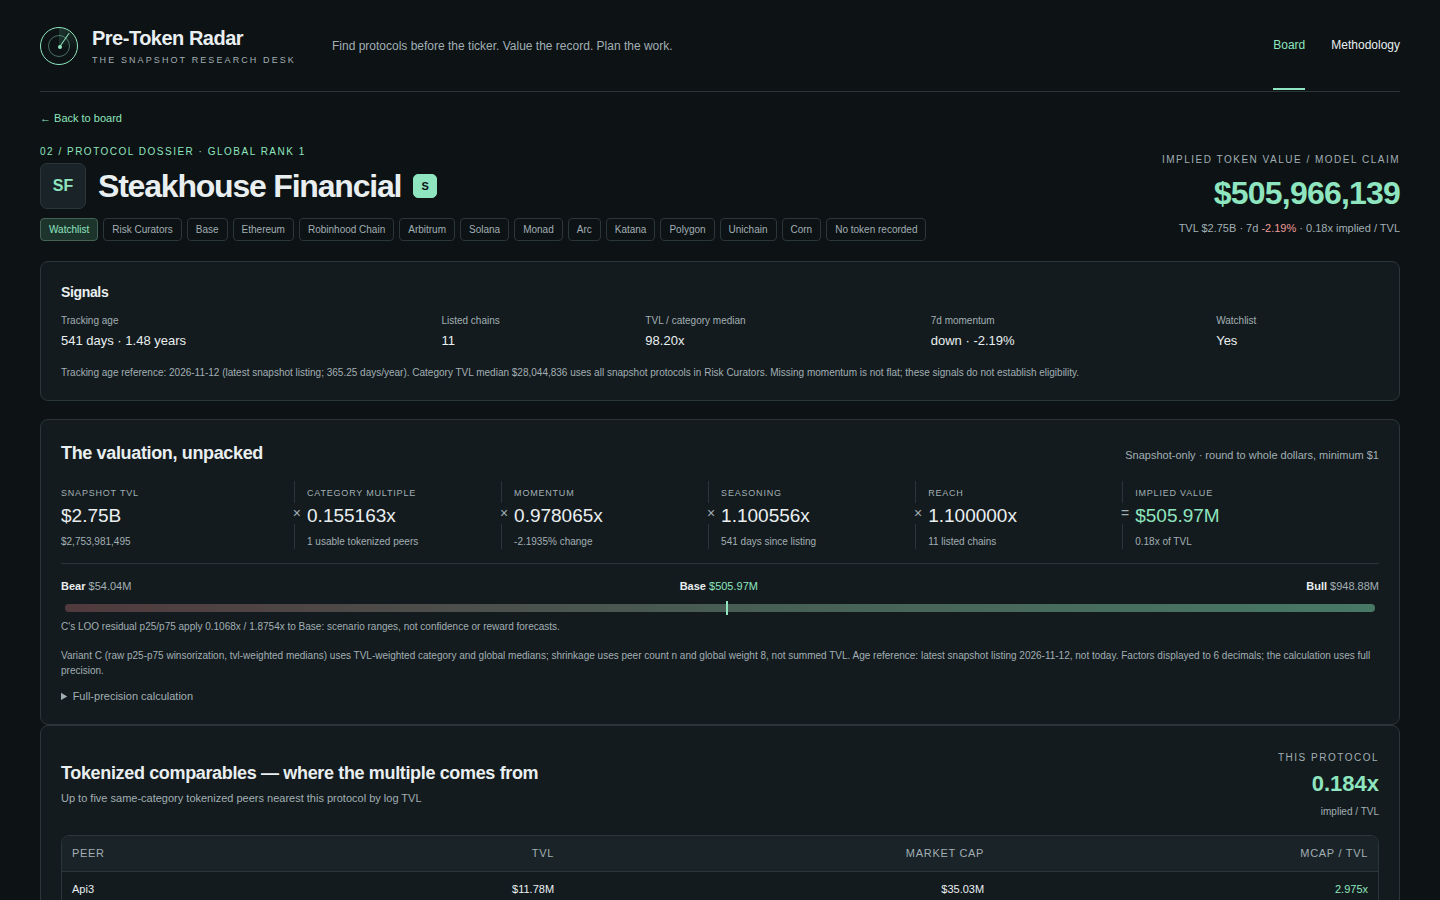 Pre-Token Radar
THE SNAPSHOT RESEARCH DESK
Find protocols before the ticker. Value the record. Plan the work.
Board
Methodology
← Back to board
02 / PROTOCOL DOSSIER · GLOBAL RANK 1
SF
Steakhouse Financial
S
Watchlist
Risk Curators
Base
Ethereum
Robinhood Chain
Arbitrum
Solana
Monad
Arc
Katana
Polygon
Unichain
Corn
No token recorded
IMPLIED TOKEN VALUE / MODEL CLAIM
$505,966,139
TVL $2.75B · 7d -2.19% · 0.18x implied / TVL
Signals
Tracking age
541 days · 1.48 years
Listed chains
11
TVL / category median
98.20x
7d momentum
down · -2.19%
Watchlist
Yes
Tracking age reference: 2026-11-12 (latest snapshot listing; 365.25 days/year). Category TVL median $28,044,836 uses all snapshot protocols in Risk Curators. Missing momentum is not flat; these signals do not establish eligibility.
The valuation, unpacked
Snapshot-only · round to whole dollars, minimum $1
SNAPSHOT TVL
$2.75B
$2,753,981,495
×
CATEGORY MULTIPLE
0.155163x
1 usable tokenized peers
×
MOMENTUM
0.978065x
-2.1935% change
×
SEASONING
1.100556x
541 days since listing
×
REACH
1.100000x
11 listed chains
=
IMPLIED VALUE
$505.97M
0.18x of TVL
Bear $54.04M
Base $505.97M
Bull $948.88M
C's LOO residual p25/p75 apply 0.1068x / 1.8754x to Base: scenario ranges, not confidence or reward forecasts.
Variant C (raw p25-p75 winsorization, tvl-weighted medians) uses TVL-weighted category and global medians; shrinkage uses peer count n and global weight 8, not summed TVL. Age reference: latest snapshot listing 2026-11-12, not today. Factors displayed to 6 decimals; the calculation uses full
precision.
▶ Full-precision calculation
Tokenized comparables — where the multiple comes from
Up to five same-category tokenized peers nearest this protocol by log TVL
THIS PROTOCOL
0.184x
implied / TVL
PEER
TVL
MARKET CAP
MCAP / TVL
Api3
$11.78M
$35.03M
2.975x